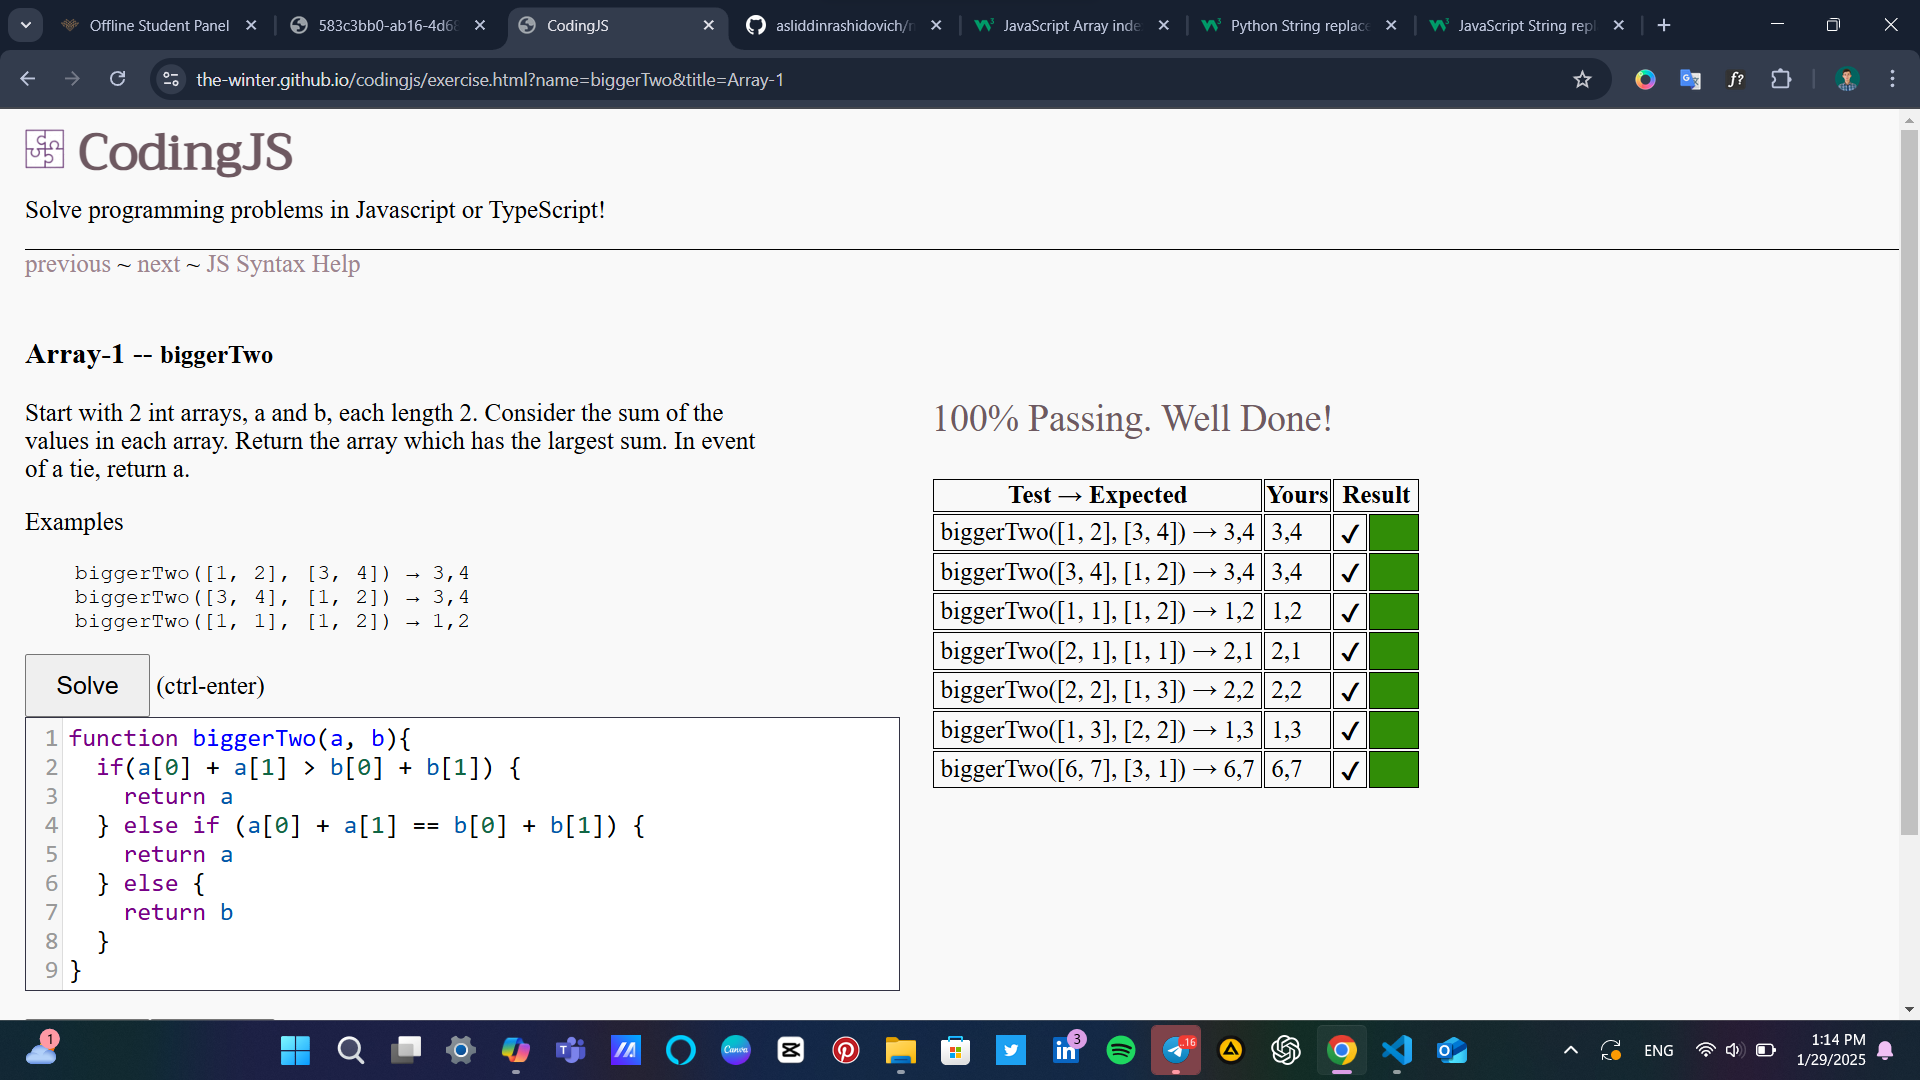 Offline Student Panel
583c3bb0-ab16-4d68
CodingJS
asliddinrashidovich/
JavaScript Array inde
Python String replace
JavaScript String rep
the-winter.github.io/codingjs/exercise.html?name=biggerTwo&title=Array-1
f?
CodingJS
Solve programming problems in Javascript or TypeScript!
previous ~ next ~ JS Syntax Help
Array-1 -- biggerTwo
Start with 2 int arrays, a and b, each length 2. Consider the sum of the
values in each array. Return the array which has the largest sum. In event
of a tie, return a.
Examples
biggerTwo([1, 2], [3, 4]) → 3,4
biggerTwo([3, 4], [1, 2]) → 3,4
biggerTwo([1, 1], [1, 2]) → 1,2
Solve (ctrl-enter)
1 function biggerTwo(a, b){
2   if(a[0] + a[1] > b[0] + b[1]) {
3     return a
4   } else if (a[0] + a[1] == b[0] + b[1]) {
5     return a
6   } else {
7     return b
8   }
9 }
100% Passing. Well Done!
Test → Expected Yours Result
biggerTwo([1, 2], [3, 4]) → 3,4 3,4 ✔
biggerTwo([3, 4], [1, 2]) → 3,4 3,4 ✔
biggerTwo([1, 1], [1, 2]) → 1,2 1,2 ✔
biggerTwo([2, 1], [1, 1]) → 2,1 2,1 ✔
biggerTwo([2, 2], [1, 3]) → 2,2 2,2 ✔
biggerTwo([1, 3], [2, 2]) → 1,3 1,3 ✔
biggerTwo([6, 7], [3, 1]) → 6,7 6,7 ✔
1
Canva
3
..16
ENG
1:14 PM
1/29/2025